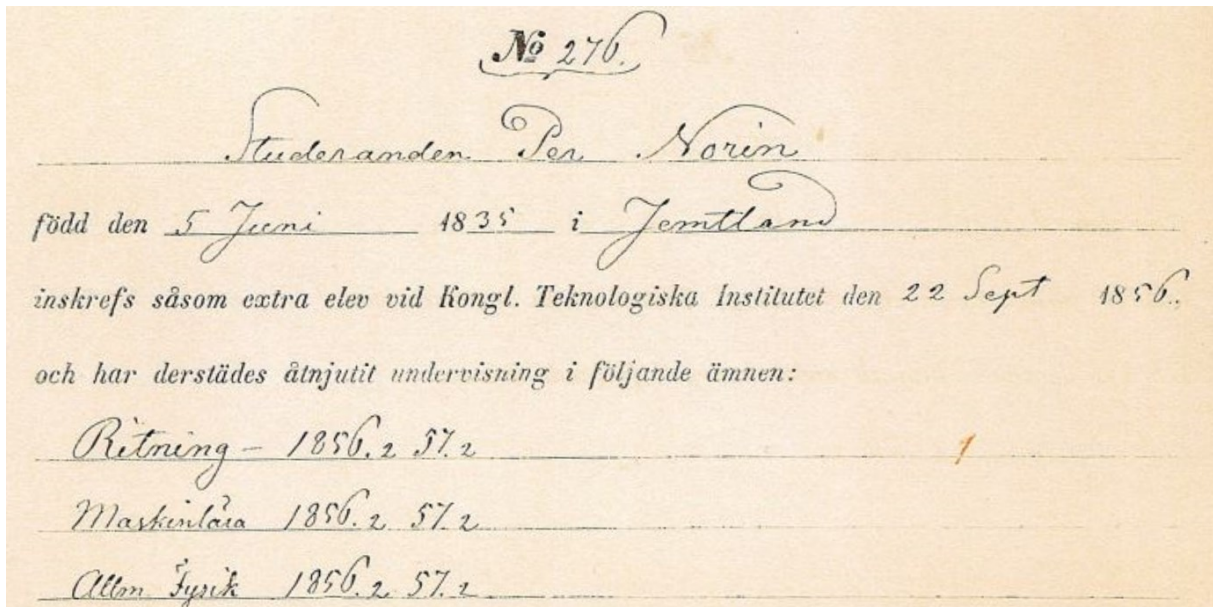 No 276.
Studeranden Per Norin
född den 5 Juni 1835 i Jemtland
inskrefs såsom extra elev vid Kongl. Teknologiska Institutet den 22 Sept 1856.
och har derstädes åtnjutit undervisning i följande ämnen:
Ritning – 1856.2 57.2
Maskinlära 1856.2 57.2
Allm Fysik 1856.2 57.2